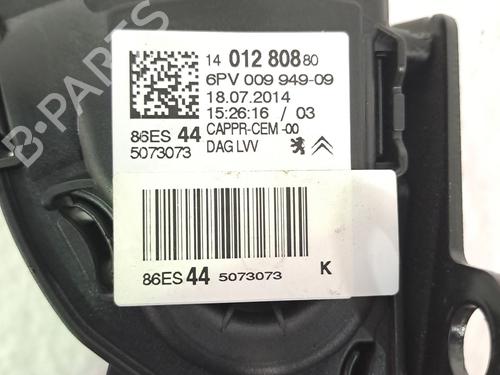 14 012 808 80
6PV 009 949-09
18.07.2014
15:26:16 / 03
86ES 44 CAPPR-CEM -00
5073073 DAG LVV
86ES 44 5073073 K